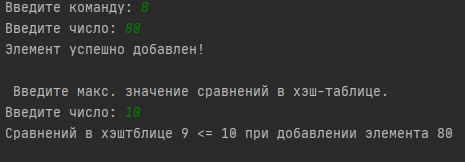 Введите команду: 8
Введите число: 80
Элемент успешно добавлен!
Введите макс. значение сравнений в хэш-таблице.
Введите число: 10
Сравнений в хэштблице 9 <= 10 при добавлении элемента 80